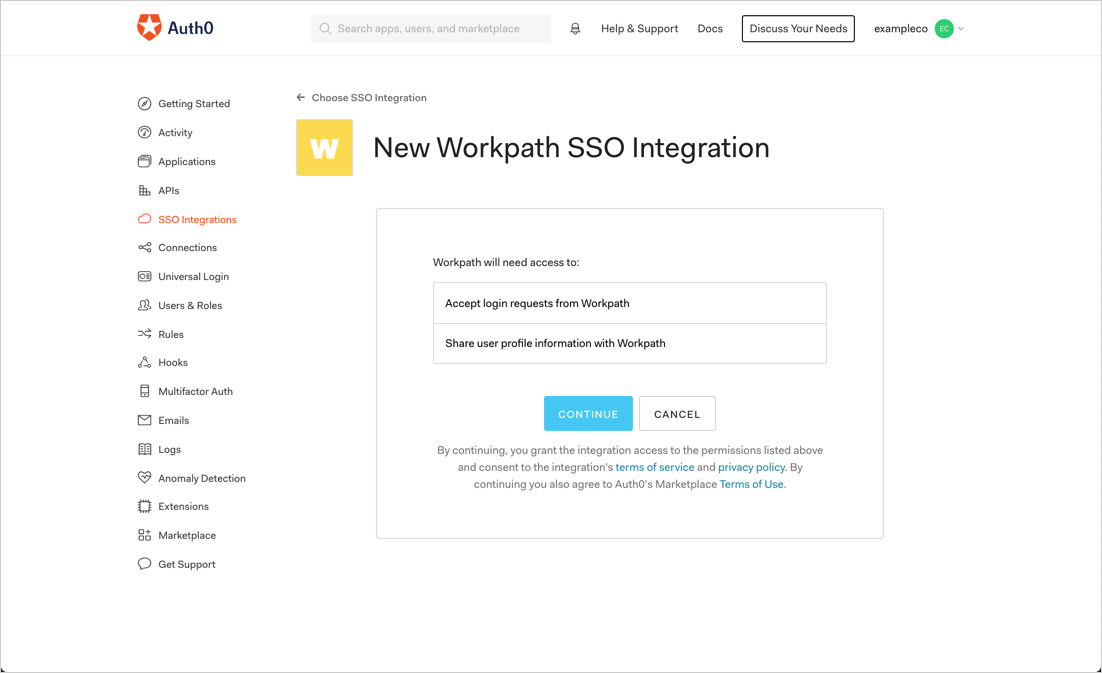 Auth0
Search apps, users, and marketplace
Help & Support
Docs
Discuss Your Needs
exampleco
EC
Getting Started
Activity
Applications
APIs
SSO Integrations
Connections
Universal Login
Users & Roles
Rules
Hooks
Multifactor Auth
Emails
Logs
Anomaly Detection
Extensions
Marketplace
Get Support
Choose SSO Integration
W
New Workpath SSO Integration
Workpath will need access to:
Accept login requests from Workpath
Share user profile information with Workpath
CONTINUE
CANCEL
By continuing, you grant the integration access to the permissions listed above
and consent to the integration's terms of service and privacy policy. By
continuing you also agree to Auth0's Marketplace Terms of Use.